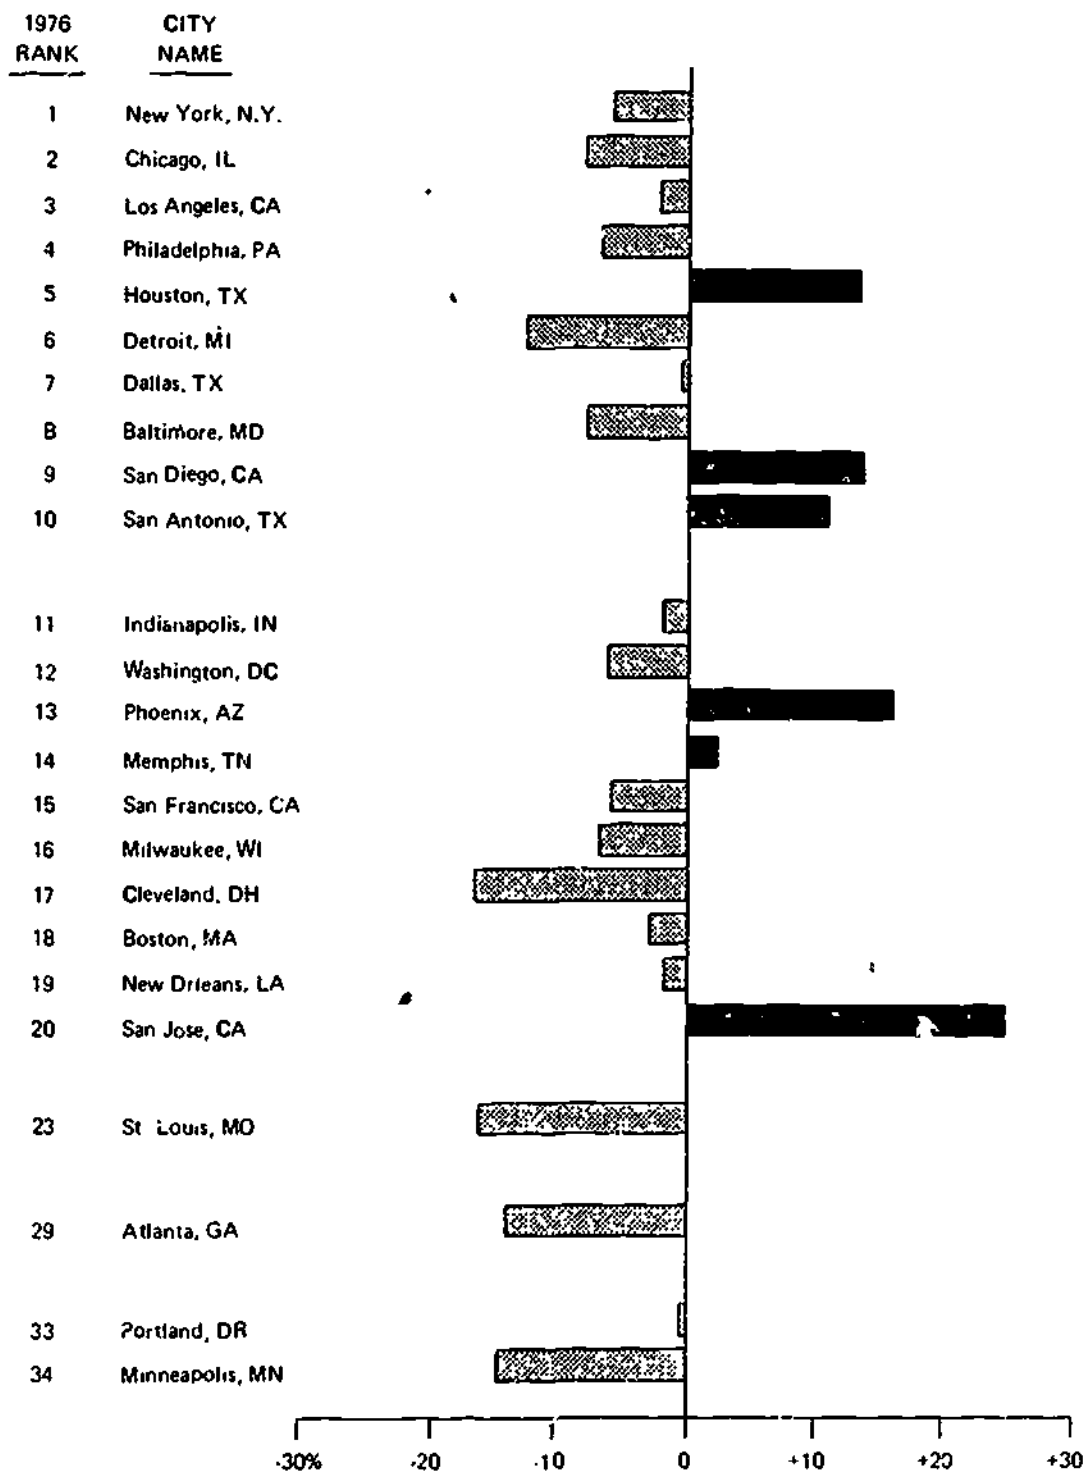 1976 RANK CITY NAME
1 New York, N.Y.
2 Chicago, IL
3 Los Angeles, CA
4 Philadelphia, PA
5 Houston, TX
6 Detroit, MI
7 Dallas, TX
8 Baltimore, MD
9 San Diego, CA
10 San Antonio, TX
11 Indianapolis, IN
12 Washington, DC
13 Phoenix, AZ
14 Memphis, TN
15 San Francisco, CA
16 Milwaukee, WI
17 Cleveland, OH
18 Boston, MA
19 New Orleans, LA
20 San Jose, CA
23 St Louis, MO
29 Atlanta, GA
33 Portland, OR
34 Minneapolis, MN
-30% -20 -10 0 +10 +20 +30